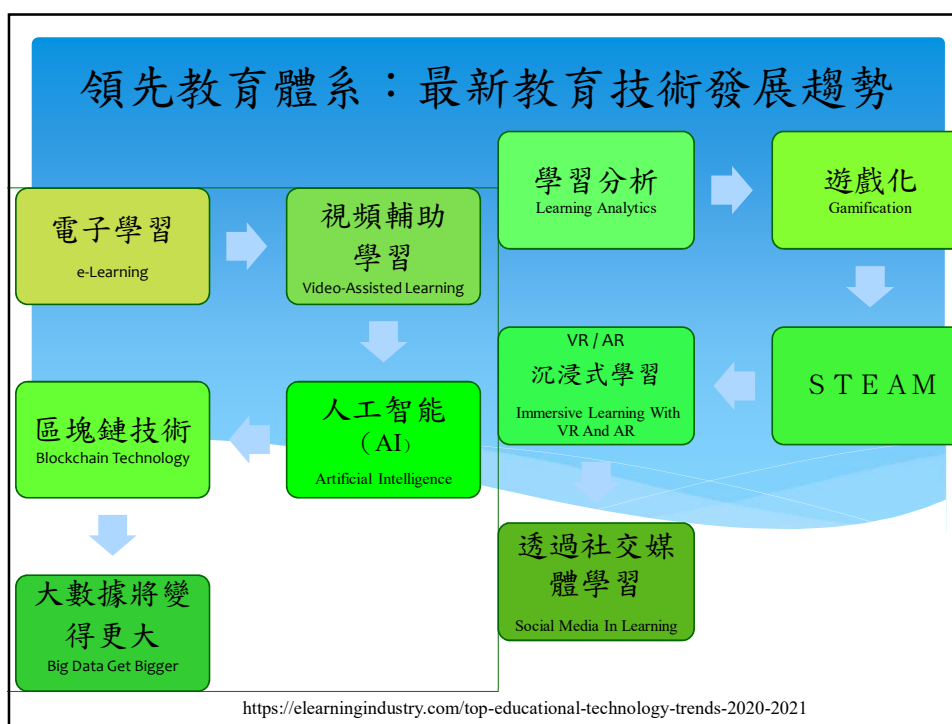 領先教育體系：最新教育技術發展趨勢
電子學習
e-Learning
視頻輔助
學習
Video-Assisted Learning
人工智能
（AI）
Artificial Intelligence
區塊鏈技術
Blockchain Technology
大數據將變
得更大
Big Data Get Bigger
學習分析
Learning Analytics
遊戲化
Gamification
ＳＴＥＡＭ
VR / AR
沉浸式學習
Immersive Learning With
VR And AR
透過社交媒
體學習
Social Media In Learning
https://elearningindustry.com/top-educational-technology-trends-2020-2021